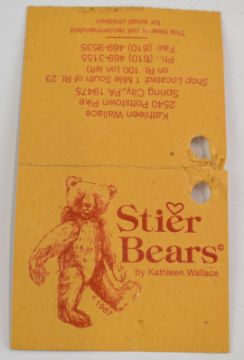 Kathleen Wallace
2540 Pottstown Pike
Spring City, PA 19475
Shop Located: 1 Mile South of Rt. 23
on Rt. 100 (on left)
Ph.: (610) 469-3155
Fax: (610) 469-9535
This bear is not recommended
for small children
Stier
Bears©
by Kathleen Wallace
©1987